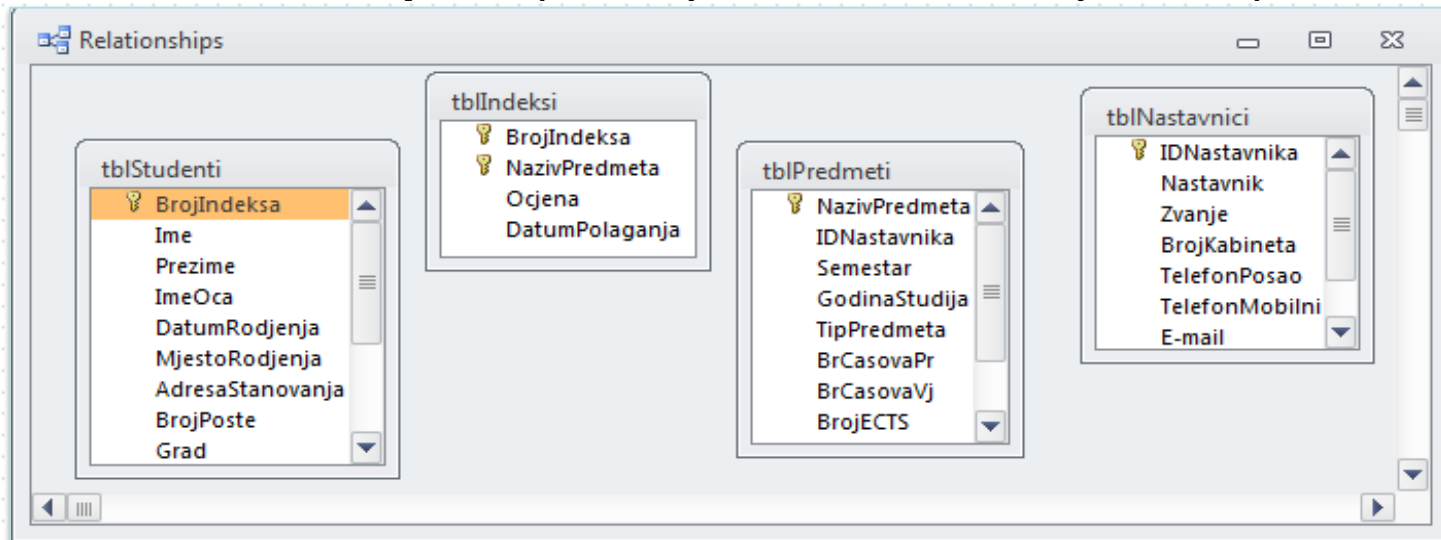 Relationships
tblStudenti
BrojIndeksa
Ime
Prezime
ImeOca
DatumRodjenja
MjestoRodjenja
AdresaStanovanja
BrojPoste
Grad
tblIndeksi
BrojIndeksa
NazivPredmeta
Ocjena
DatumPolaganja
tblPredmeti
NazivPredmeta
IDNastavnika
Semestar
GodinaStudija
TipPredmeta
BrCasovaPr
BrCasovaVj
BrojECTS
tblNastavnici
IDNastavnika
Nastavnik
Zvanje
BrojKabineta
TelefonPosao
TelefonMobilni
E-mail